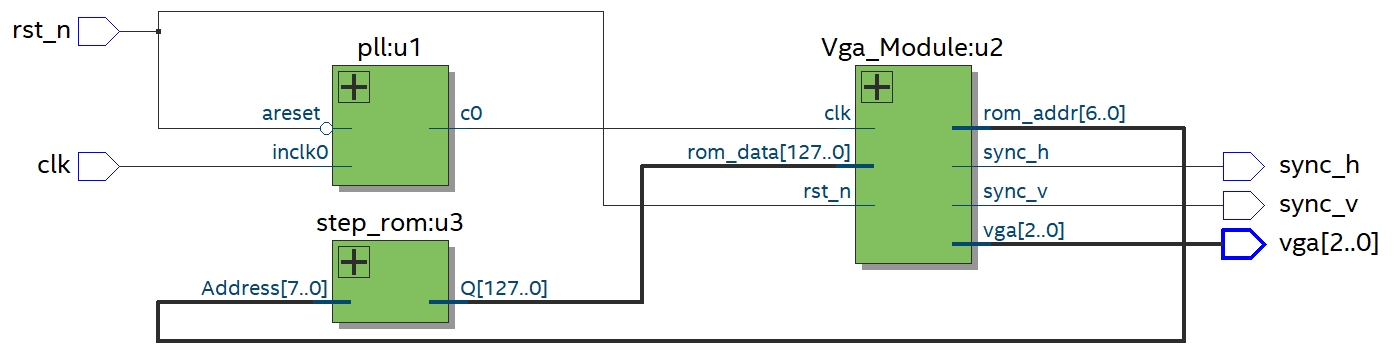 rst_n
pll:u1
Vga_Module:u2
areset
c0
clk
rom_addr[6..0]
clk
inclk0
rom_data[127..0]
sync_h
sync_h
rst_n
sync_v
sync_v
step_rom:u3
vga[2..0]
vga[2..0]
Address[7..0]
Q[127..0]